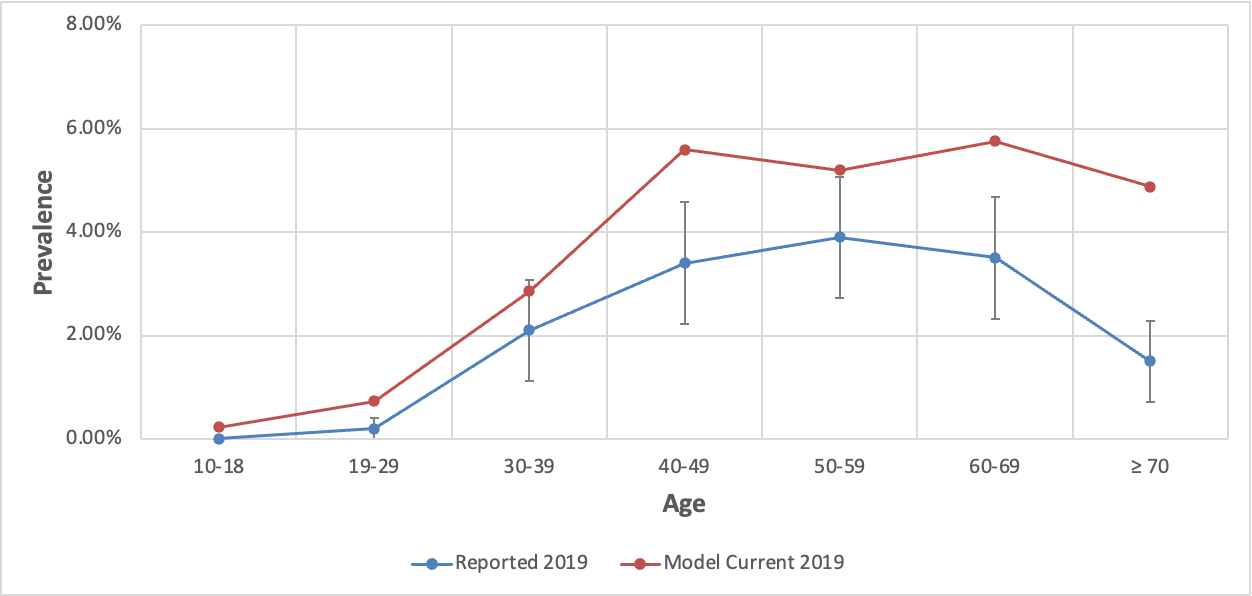 8.00%
6.00%
4.00%
2.00%
0.00%
Prevalence
10-18 19-29 30-39 40-49 50-59 60-69 ≥ 70
Age
Reported 2019 Model Current 2019